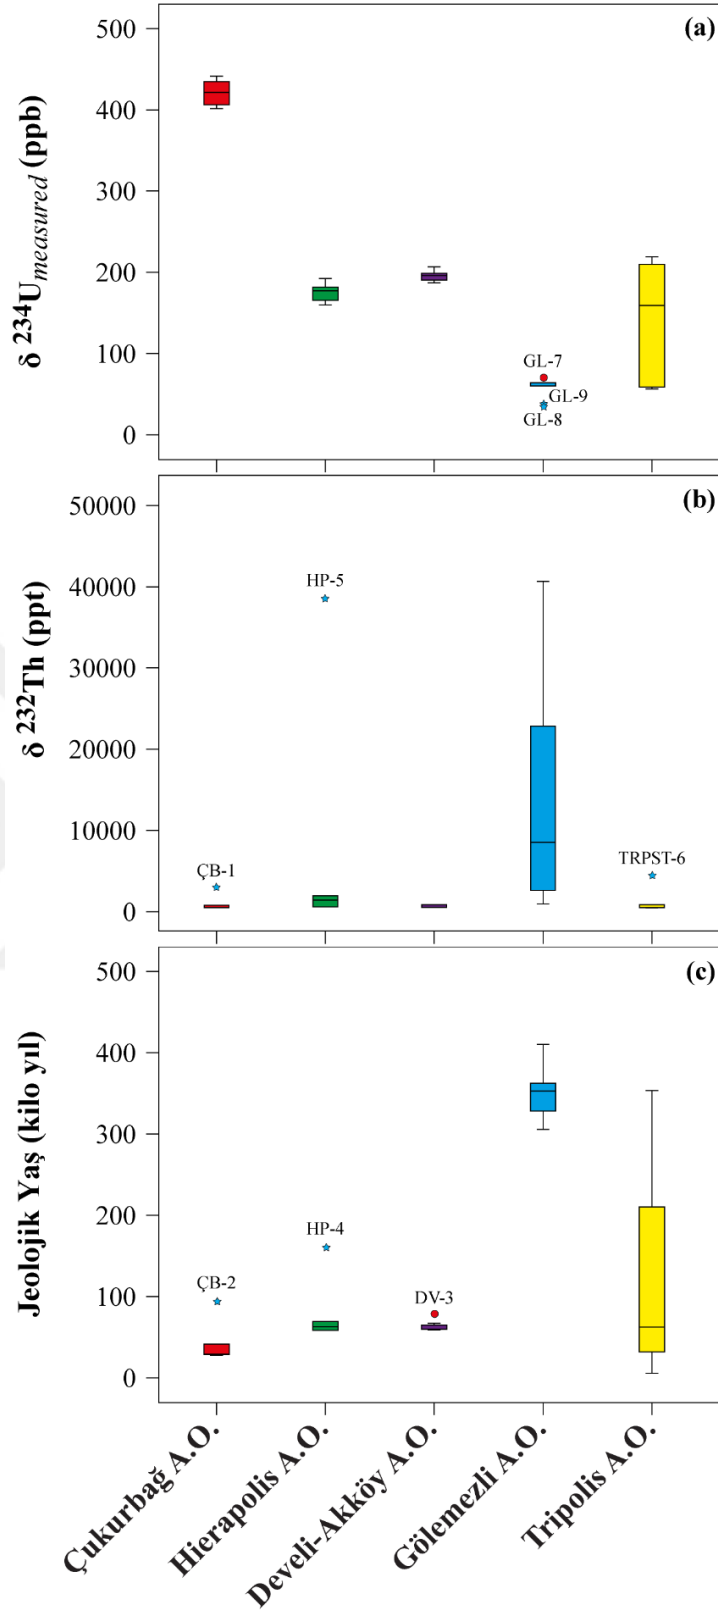 (a)
δ ²³⁴U measured (ppb)
500
400
300
200
100
0
GL-7
GL-9
GL-8
(b)
δ ²³²Th (ppt)
50000
40000
30000
20000
10000
0
HP-5
ÇB-1
TRPST-6
(c)
Jeolojik Yaş (kilo yıl)
500
400
300
200
100
0
HP-4
ÇB-2
DV-3
Çukurbağ A.O.
Hierapolis A.O.
Develi-Akköy A.O.
Gölemezli A.O.
Tripolis A.O.